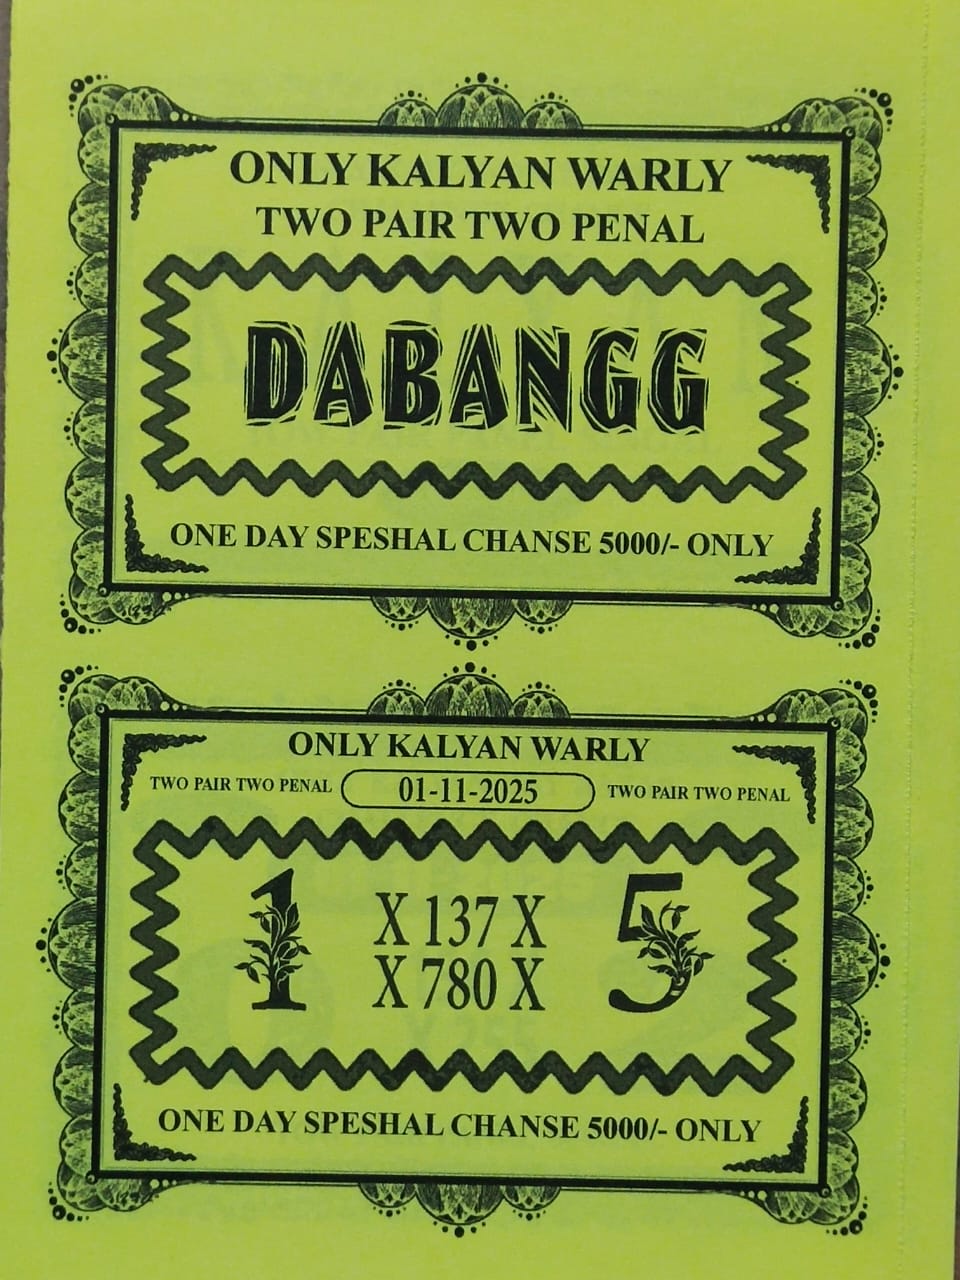 ONLY KALYAN WARLY
TWO PAIR TWO PENAL
DABANGG
ONE DAY SPESHAL CHANSE 5000/- ONLY
ONLY KALYAN WARLY
TWO PAIR TWO PENAL 01-11-2025 TWO PAIR TWO PENAL
1 X 137 X 5
X 780 X
ONE DAY SPESHAL CHANSE 5000/- ONLY